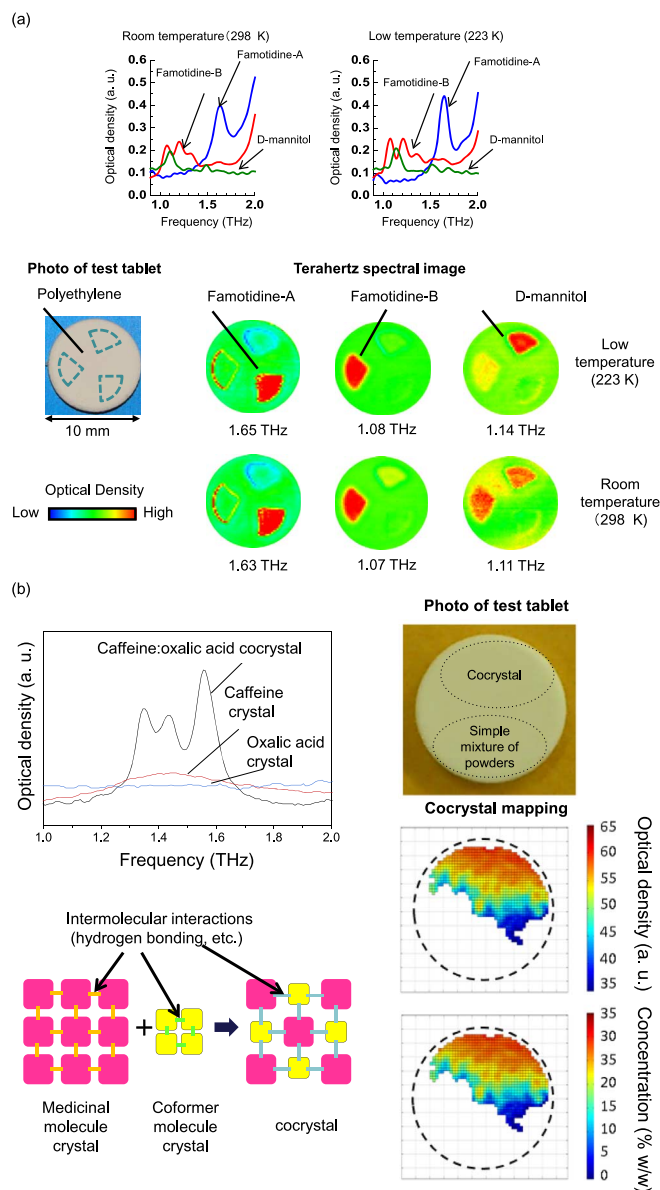 (a)
Room temperature (298 K)
Low temperature (223 K)
Famotidine-A
Famotidine-B
D-mannitol
Optical density (a. u.)
0.6
0.5
0.4
0.3
0.2
0.1
0.0
1.0
1.5
2.0
Frequency (THz)
Famotidine-A
Famotidine-B
D-mannitol
Optical density (a. u.)
0.6
0.5
0.4
0.3
0.2
0.1
0.0
1.0
1.5
2.0
Frequency (THz)
Photo of test tablet
Polyethylene
10 mm
Optical Density
Low
High
Terahertz spectral image
Famotidine-A
Famotidine-B
D-mannitol
Low
temperature
(223 K)
1.65 THz
1.08 THz
1.14 THz
Room
temperature
(298 K)
1.63 THz
1.07 THz
1.11 THz
(b)
Caffeine:oxalic acid cocrystal
Caffeine
crystal
Oxalic acid
crystal
Optical density (a. u.)
1.0
1.2
1.4
1.6
1.8
2.0
Frequency (THz)
Photo of test tablet
Cocrystal
Simple
mixture of
powders
Cocrystal mapping
65
60
55
50
45
40
35
Optical density (a. u.)
35
30
25
20
15
10
5
0
Concentration (% w/w)
Intermolecular interactions
(hydrogen bonding, etc.)
+
Medicinal
molecule
crystal
Coformer
molecule
crystal
cocrystal